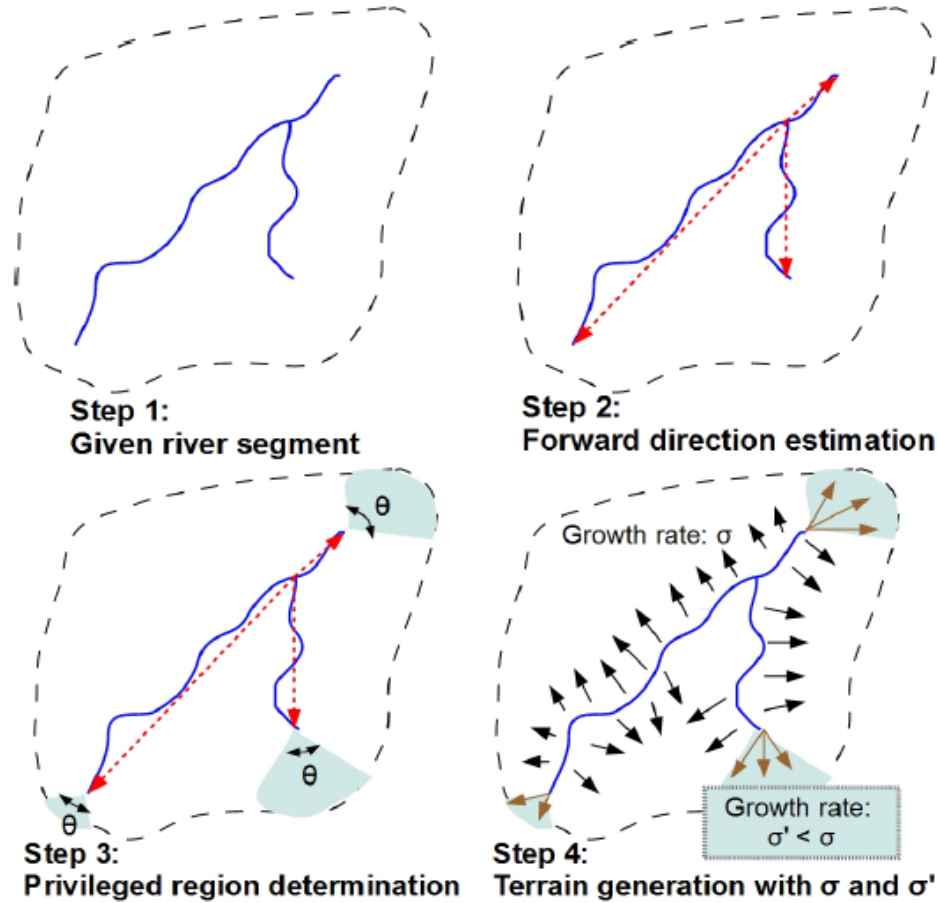 Step 1:
Given river segment
Step 2:
Forward direction estimation
θ
θ
θ
Step 3:
Privileged region determination
Growth rate: σ
Growth rate:
σ' < σ
Step 4:
Terrain generation with σ and σ'